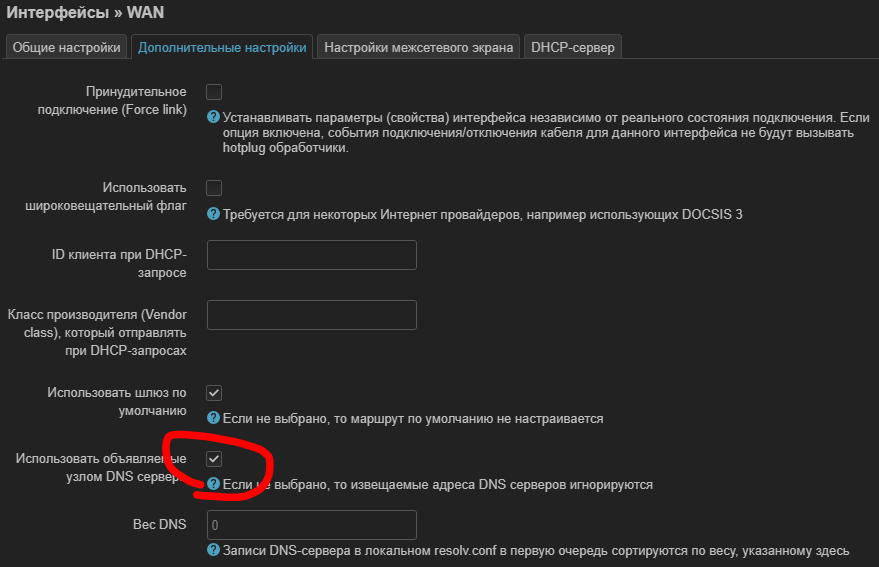 Интерфейсы » WAN
Общие настройки Дополнительные настройки Настройки межсетевого экрана DHCP-сервер
Принудительное
подключение (Force link)
Устанавливать параметры (свойства) интерфейса независимо от реального состояния подключения. Если
опция включена, события подключения/отключения кабеля для данного интерфейса не будут вызывать
hotplug обработчики.
Использовать
широковещательный флаг
Требуется для некоторых Интернет провайдеров, например использующих DOCSIS 3
ID клиента при DHCP-
запросе
Класс производителя (Vendor
class), который отправлять
при DHCP-запросах
Использовать шлюз по
умолчанию
Если не выбрано, то маршрут по умолчанию не настраивается
Использовать объявляемые
узлом DNS серверы
Если не выбрано, то извещаемые адреса DNS серверов игнорируются
Вес DNS
0
Записи DNS-сервера в локальном resolv.conf в первую очередь сортируются по весу, указанному здесь